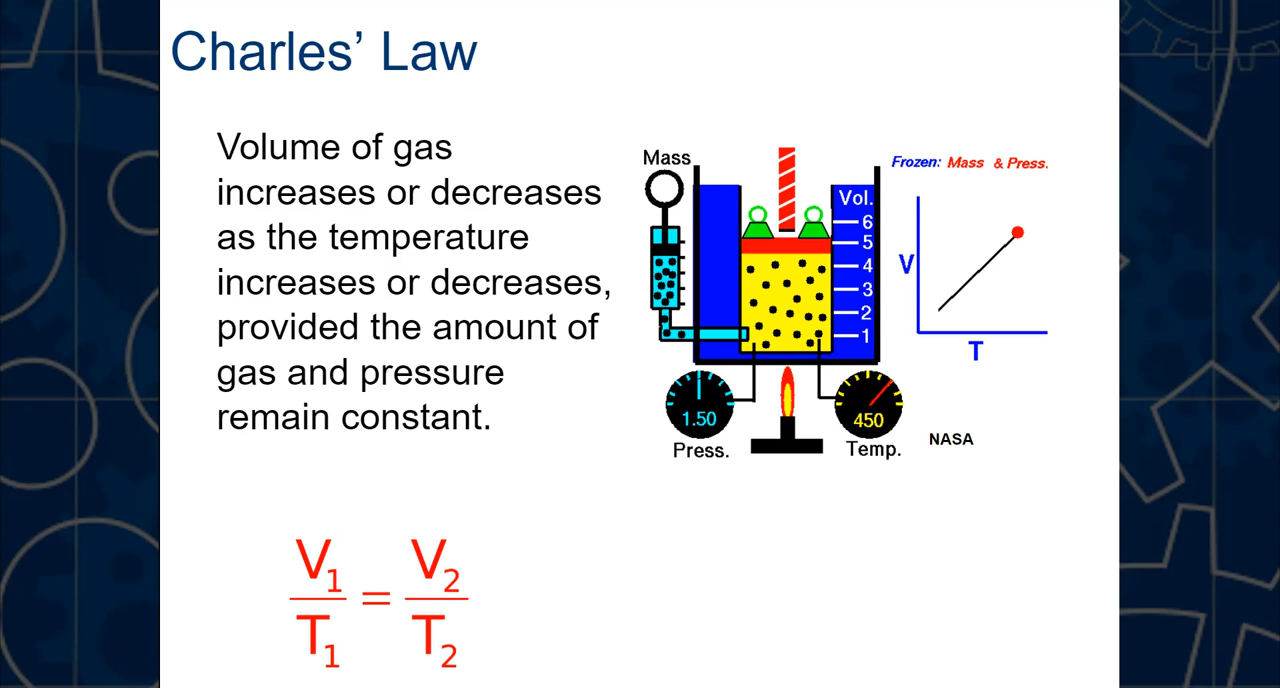 Charles’ Law
Volume of gas
increases or decreases
as the temperature
increases or decreases,
provided the amount of
gas and pressure
remain constant.
V1/T1 = V2/T2
Mass
Vol.
6
5
4
3
2
1
1.50
Press.
450
Temp.
Frozen: Mass & Press.
V
T
NASA